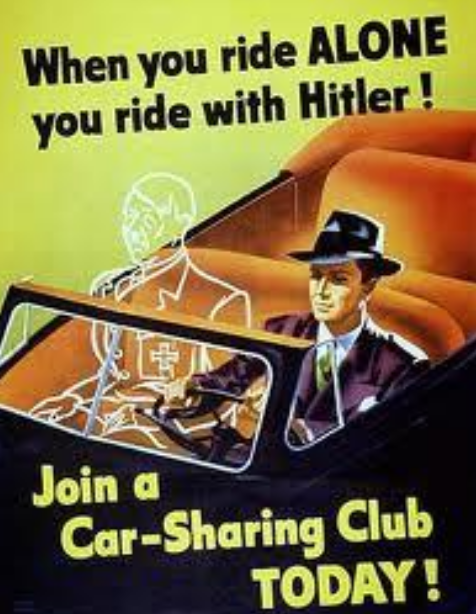 When you ride ALONE
you ride with Hitler !
Join a
Car-Sharing Club
TODAY !